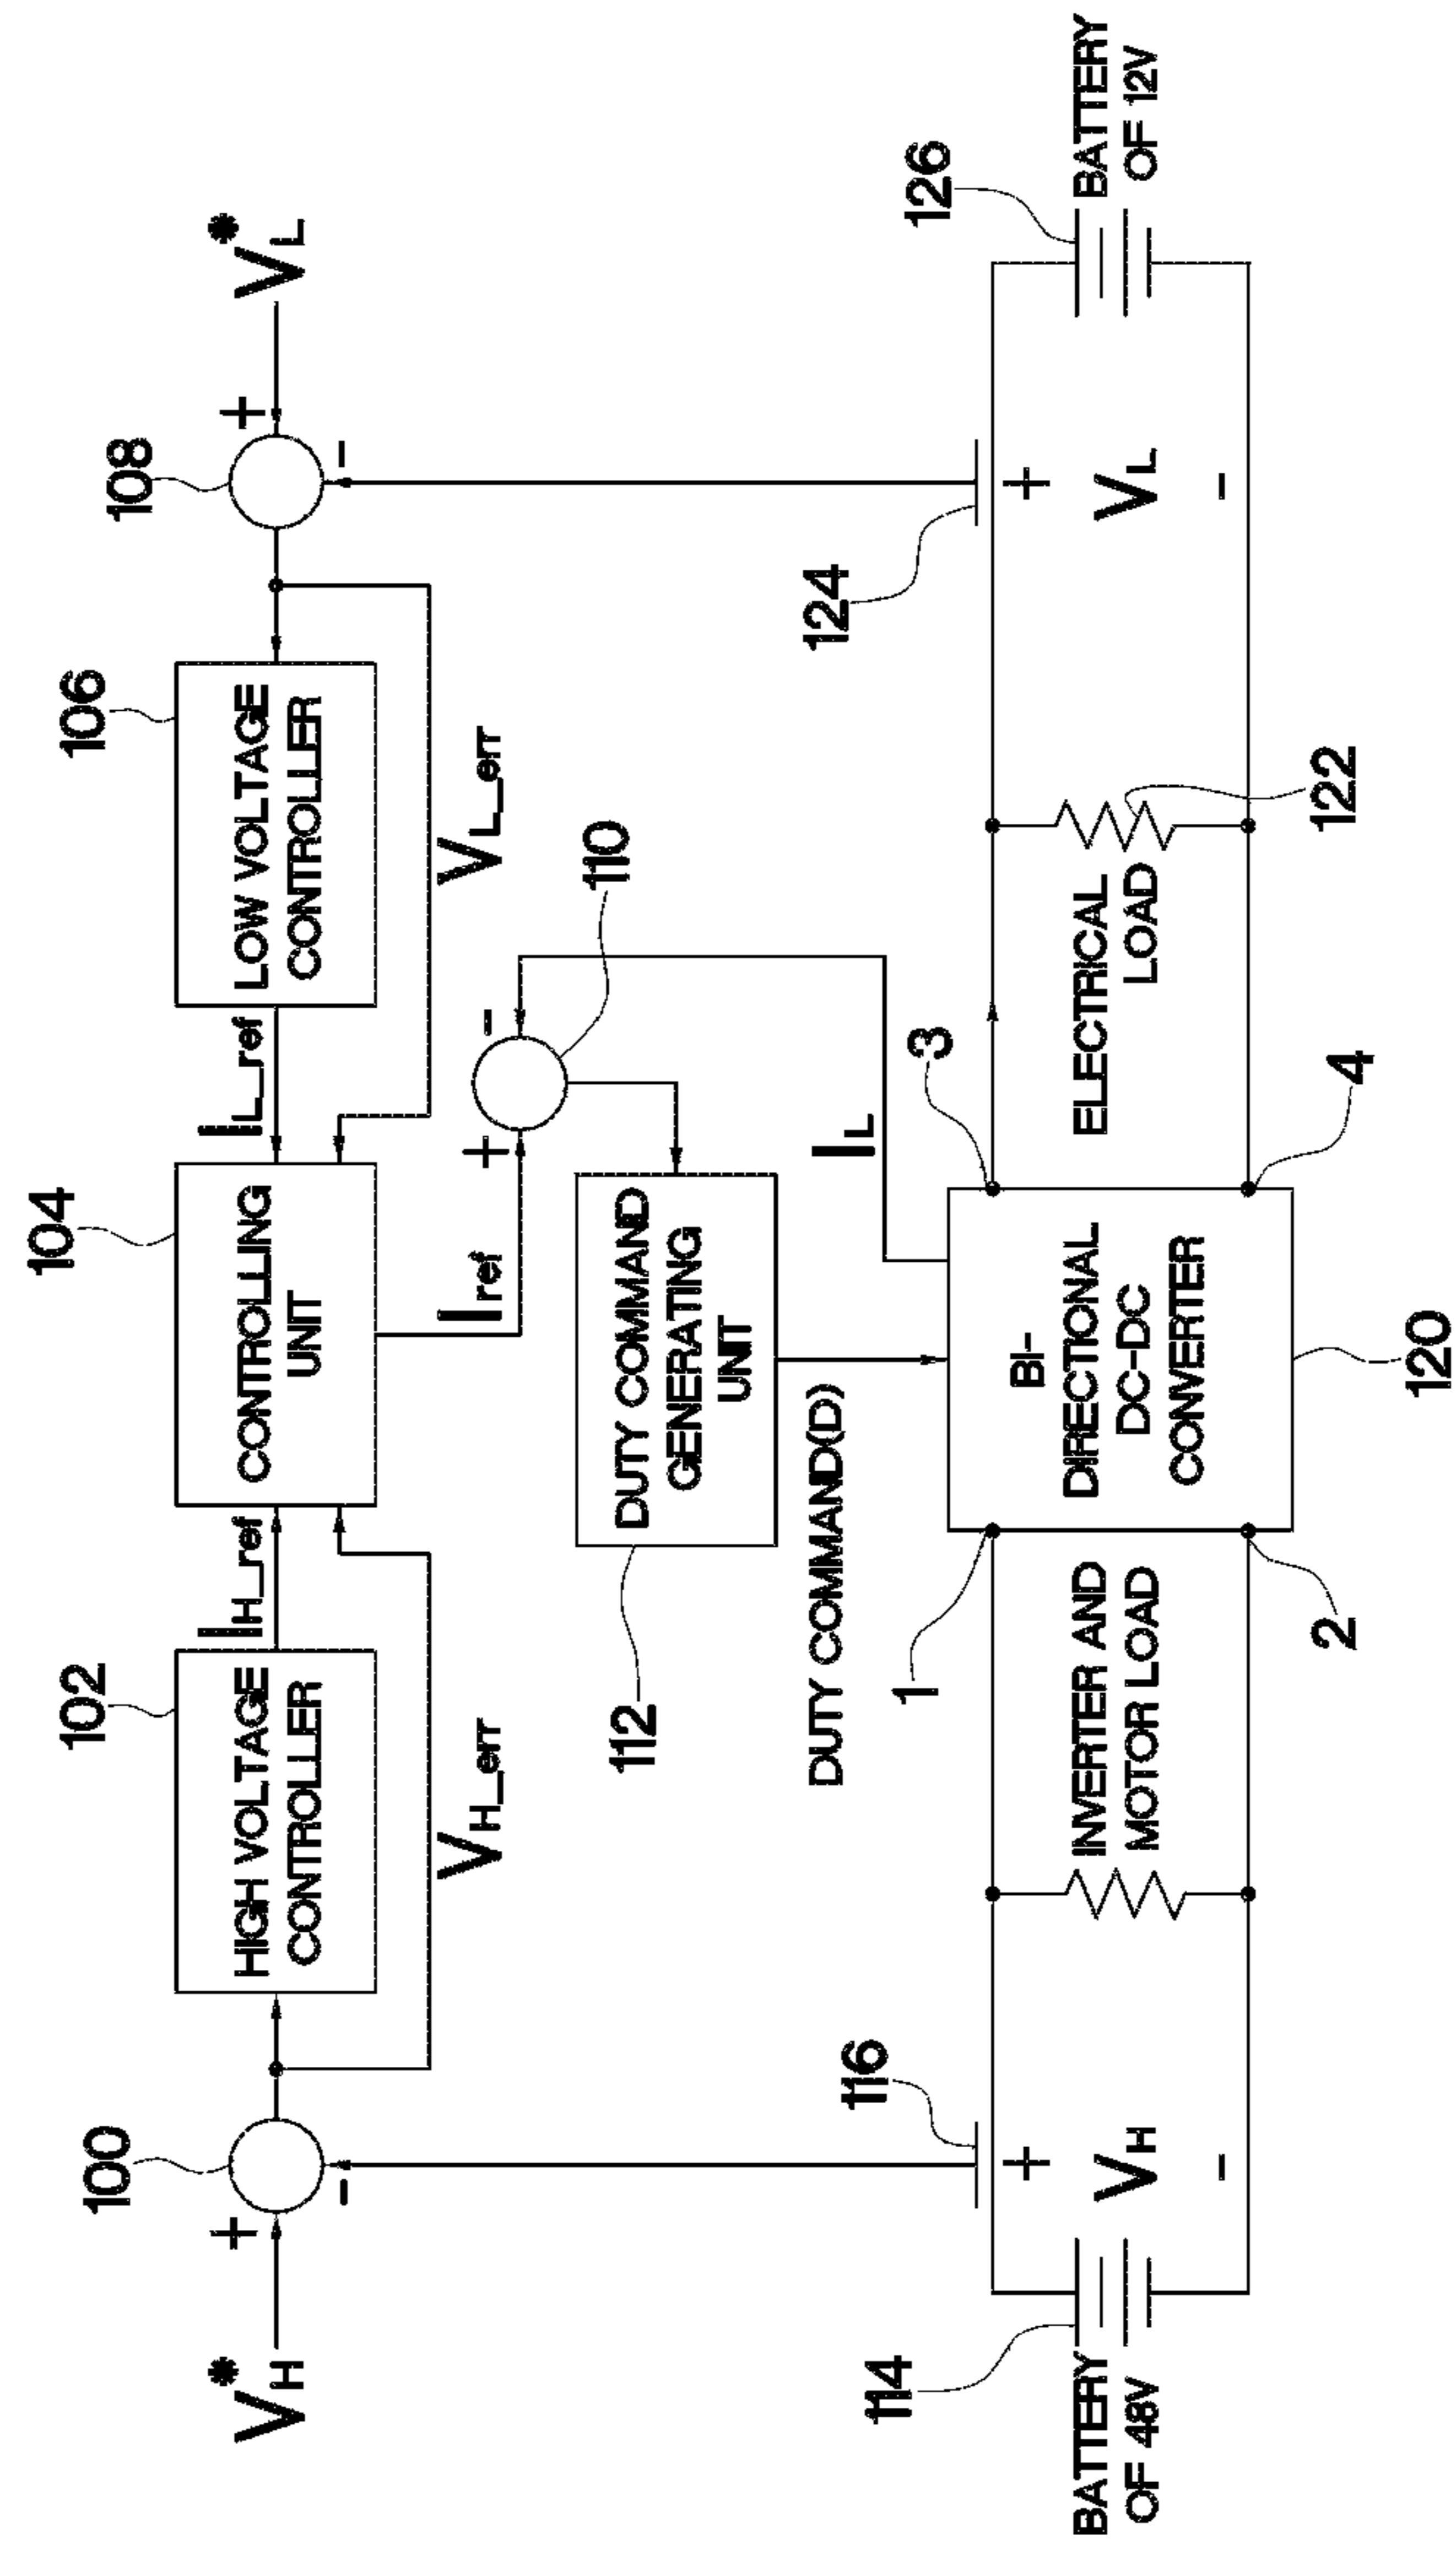 V*H
+
-
100
HIGH VOLTAGE
CONTROLLER
102
IH_ref
VH_err
CONTROLLING
UNIT
104
IL_ref
VL_err
LOW VOLTAGE
CONTROLLER
106
108
+
-
V*L
Iref
+
-
110
DUTY COMMAND
GENERATING
UNIT
112
DUTY COMMAND(D)
IL
BATTERY
OF 48V
114
116
+
VH
-
INVERTER AND
MOTOR LOAD
1
2
BI-
DIRECTIONAL
DC-DC
CONVERTER
120
3
4
ELECTRICAL
LOAD
122
124
+
VL
-
126
BATTERY
OF 12V